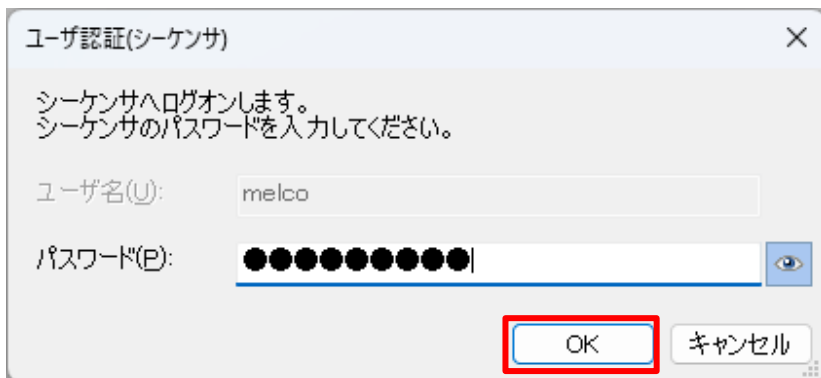 ユーザ認証(シーケンサ)
シーケンサへログオンします。
シーケンサのパスワードを入力してください。
ユーザ名(U): melco
パスワード(P): ●●●●●●●●●
OK キャンセル